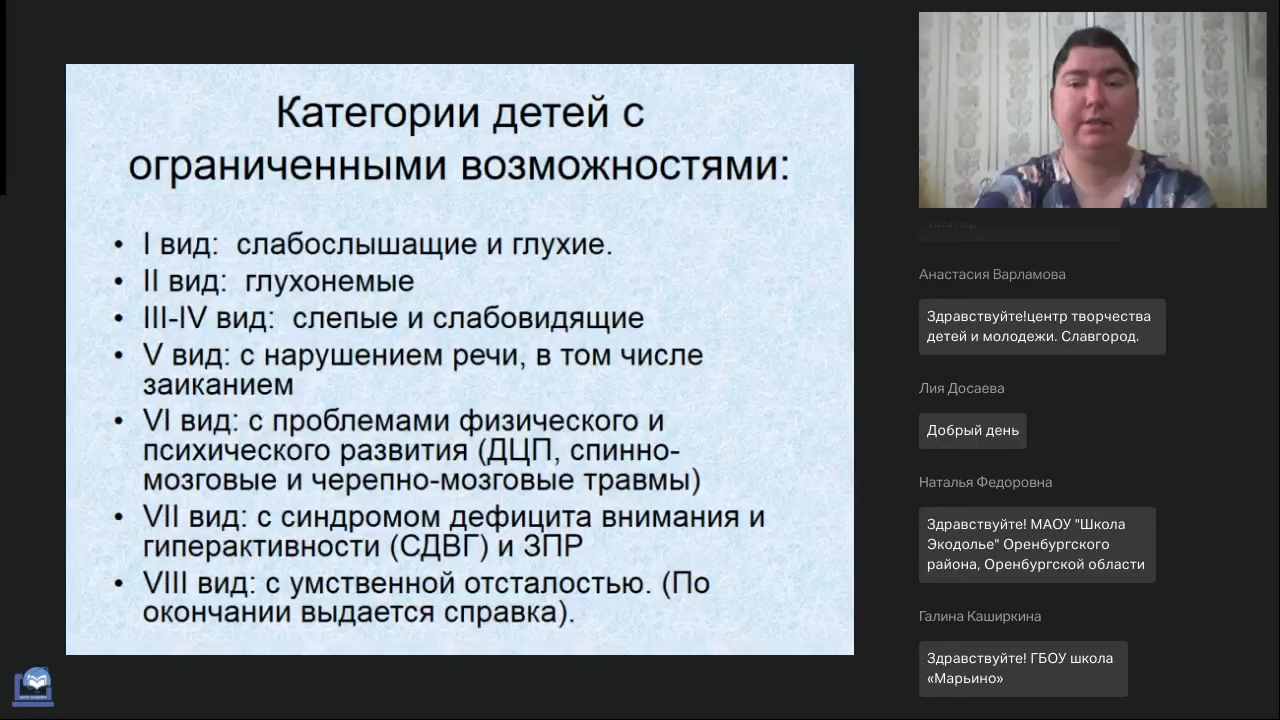 Категории детей с
ограниченными возможностями:
• I вид: слабослышащие и глухие.
• II вид: глухонемые
• III-IV вид: слепые и слабовидящие
• V вид: с нарушением речи, в том числе
заиканием
• VI вид: с проблемами физического и
психического развития (ДЦП, спинно-
мозговые и черепно-мозговые травмы)
• VII вид: с синдромом дефицита внимания и
гиперактивности (СДВГ) и ЗПР
• VIII вид: с умственной отсталостью. (По
окончании выдается справка).
Анастасия Варламова
Здравствуйте!центр творчества
детей и молодежи. Славгород.
Лия Досаева
Добрый день
Наталья Федоровна
Здравствуйте! МАОУ "Школа
Экодолье" Оренбургского
района, Оренбургской области
Галина Каширкина
Здравствуйте! ГБОУ школа
«Марьино»